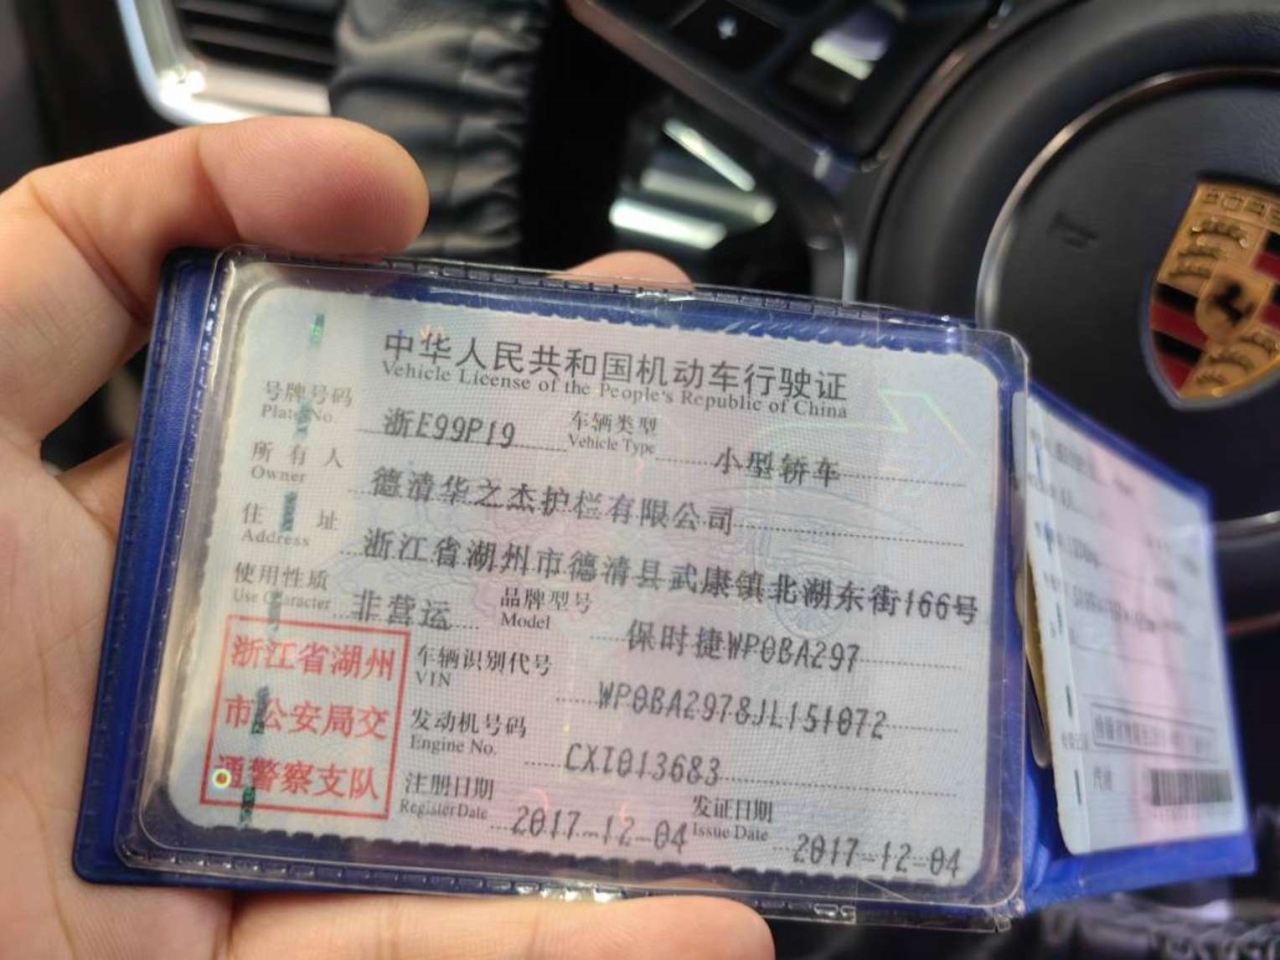 中华人民共和国机动车行驶证
Vehicle License of the People's Republic of China
号牌号码 浙E99P19 车辆类型 小型轿车
Plate No. Vehicle Type
所有人 德清华之杰护栏有限公司
Owner
住址 浙江省湖州市德清县武康镇北湖东街166号
Address
使用性质 非营运 品牌型号 保时捷WP0BA297
Use Character Model
车辆识别代号 WP0BA2978JL151072
VIN
发动机号码 CXT013683
Engine No.
注册日期 2017-12-04 发证日期 2017-12-04
Register Date Issue Date
浙江省湖州
市公安局交
通警察支队